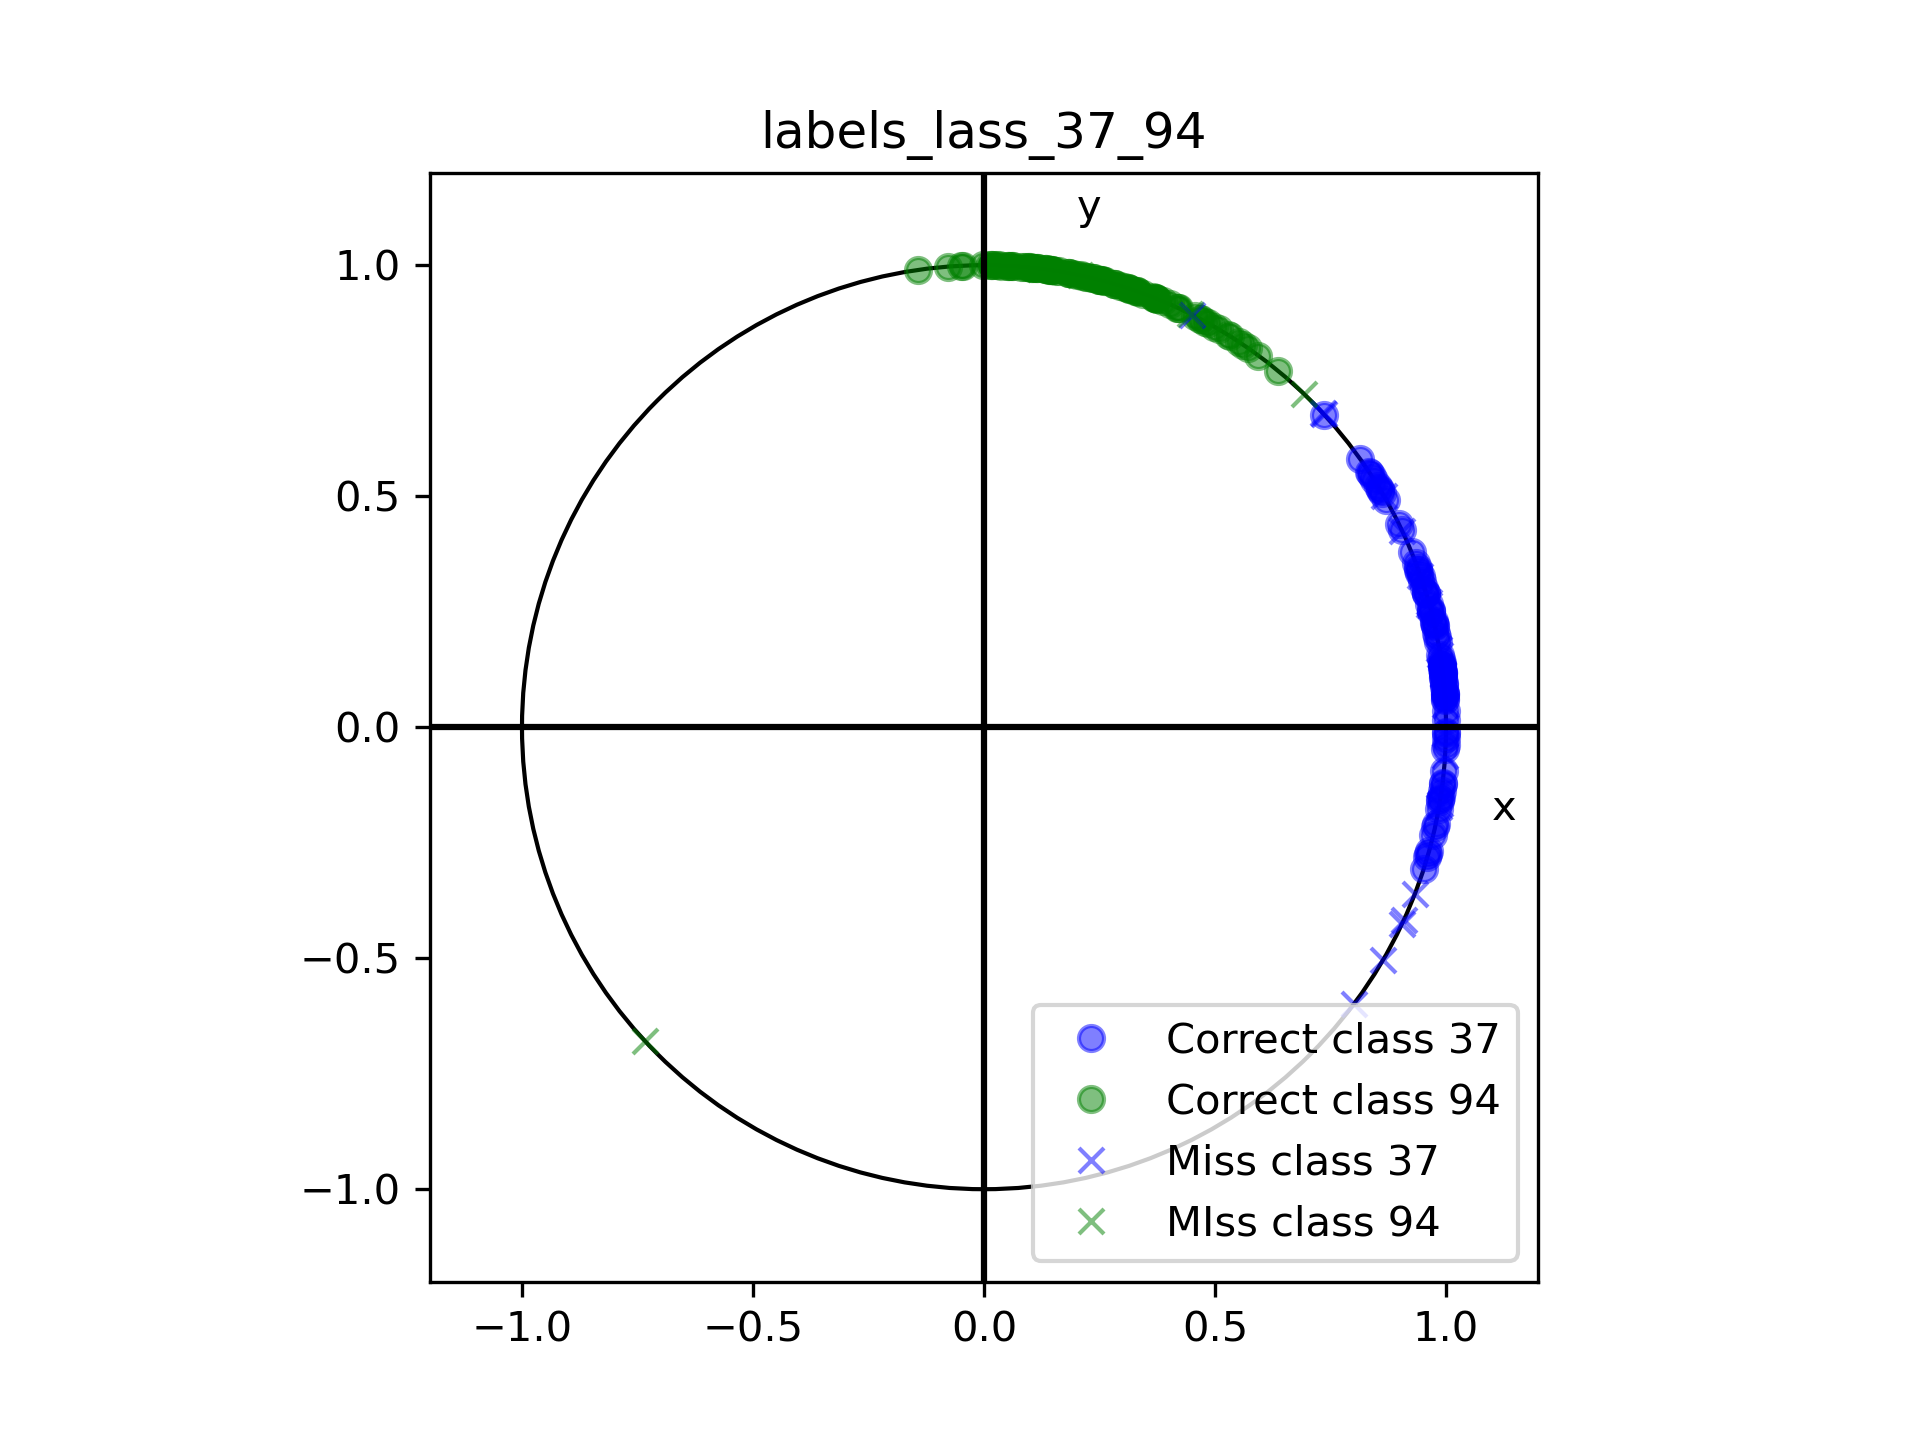 labels_lass_37_94
y
1.0
0.5
0.0
−0.5
−1.0
x
Correct class 37
Correct class 94
Miss class 37
MIss class 94
−1.0 −0.5 0.0 0.5 1.0